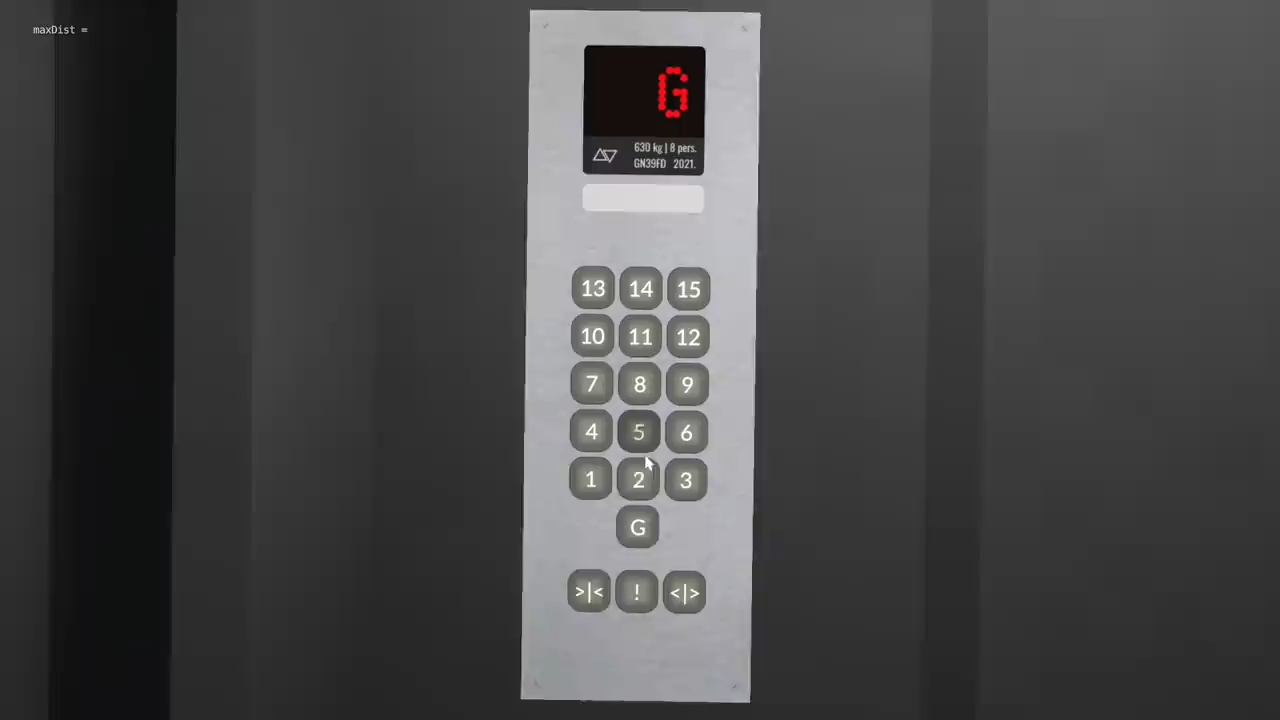 maxDist =
G
630 kg | 8 pers.
GN39FD 2021.
13 14 15
10 11 12
7 8 9
4 5 6
1 2 3
G
>|< ! <|>